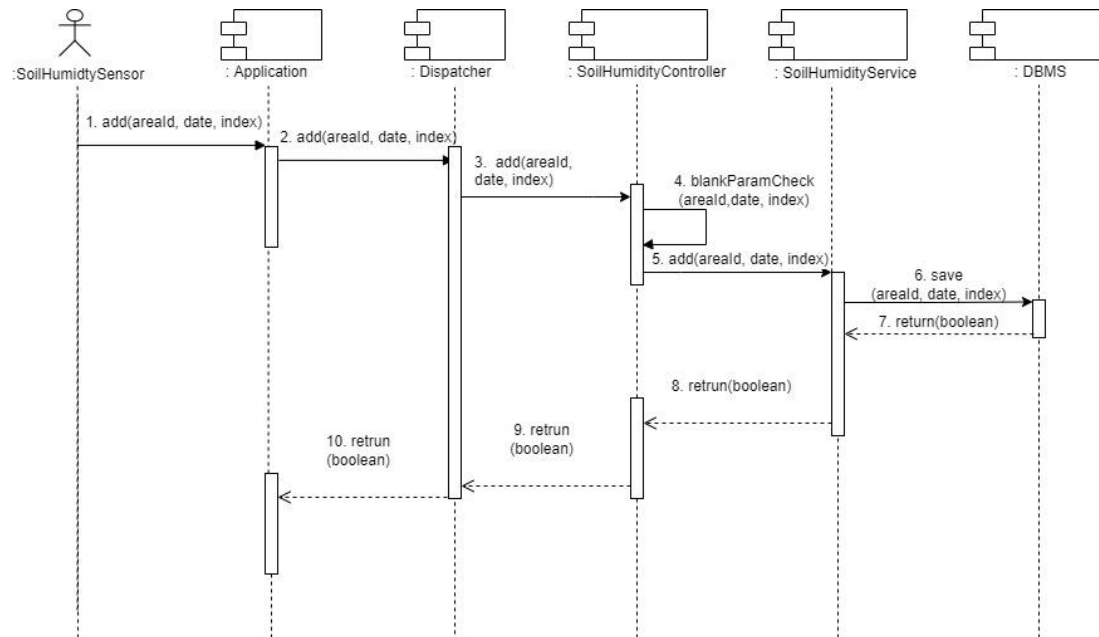 :SoilHumidtySensor
: Application
: Dispatcher
: SoilHumidityController
: SoilHumidityService
: DBMS
1. add(areaId, date, index)
2. add(areaId, date, index)
3. add(areaId,
date, index)
4. blankParamCheck
(areaId,date, index)
5. add(areaId, date, index)
6. save
(areaId, date, index)
7. return(boolean)
8. retrun(boolean)
9. retrun
(boolean)
10. retrun
(boolean)